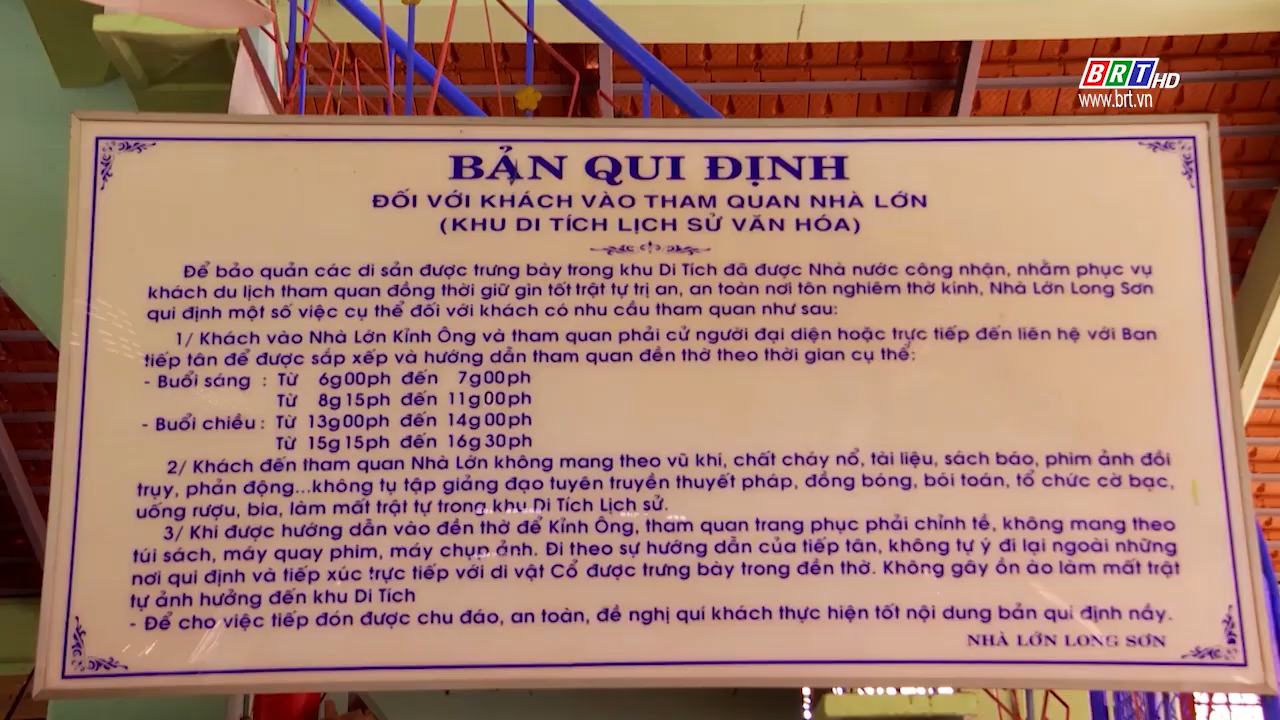 BRT HD
www.brt.vn
BẢN QUI ĐỊNH
ĐỐI VỚI KHÁCH VÀO THAM QUAN NHÀ LỚN
(KHU DI TÍCH LỊCH SỬ VĂN HÓA)
Để bảo quản các di sản được trưng bày trong khu Di Tích đã được Nhà nước công nhận, nhằm phục vụ
khách du lịch tham quan đồng thời giữ gìn tốt trật tự trị an, an toàn nơi tôn nghiêm thờ kính, Nhà Lớn Long Sơn
qui định một số việc cụ thể đối với khách có nhu cầu tham quan như sau:
1/ Khách vào Nhà Lớn Kỉnh Ông và tham quan phải cử người đại diện hoặc trực tiếp đến liên hệ với Ban
tiếp tân để được sắp xếp và hướng dẫn tham quan đền thờ theo thời gian cụ thể:
- Buổi sáng : Từ 6g00ph đến 7g00ph
Từ 8g15ph đến 11g00ph
- Buổi chiều : Từ 13g00ph đến 14g00ph
Từ 15g15ph đến 16g30ph
2/ Khách đến tham quan Nhà Lớn không mang theo vũ khí, chất cháy nổ, tài liệu, sách báo, phim ảnh đồi
trụy, phản động...không tụ tập giảng đạo tuyên truyền thuyết pháp, đồng bóng, bói toán, tổ chức cờ bạc,
uống rượu, bia, làm mất trật tự trong khu Di Tích Lịch sử.
3/ Khi được hướng dẫn vào đền thờ để Kỉnh Ông, tham quan trang phục phải chỉnh tề, không mang theo
túi sách, máy quay phim, máy chụp ảnh. Đi theo sự hướng dẫn của tiếp tân, không tự ý đi lại ngoài những
nơi qui định và tiếp xúc trực tiếp với di vật Cổ được trưng bày trong đền thờ. Không gây ồn ào làm mất trật
tự ảnh hưởng đến khu Di Tích
- Để cho việc tiếp đón được chu đáo, an toàn, đề nghị quí khách thực hiện tốt nội dung bản qui định nầy.
NHÀ LỚN LONG SƠN